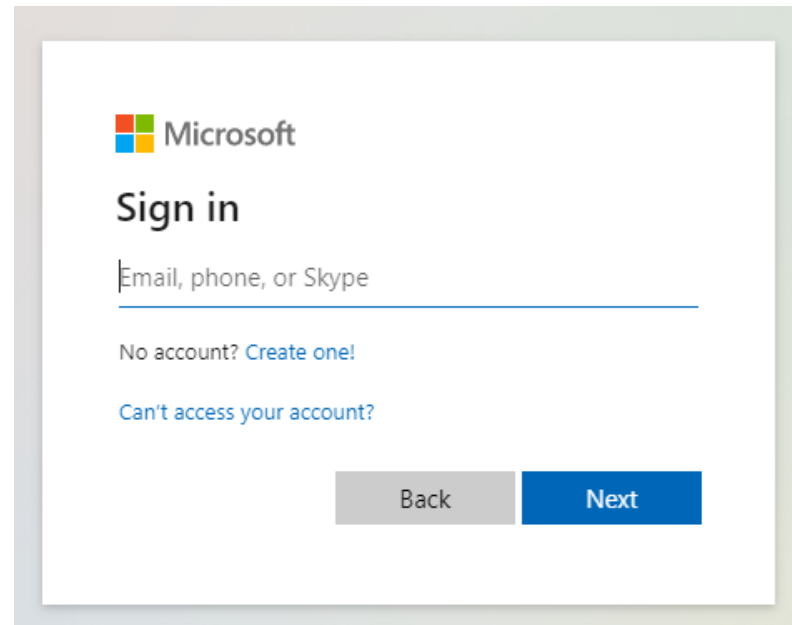 Microsoft
Sign in
Email, phone, or Skype
No account? Create one!
Can't access your account?
Back Next